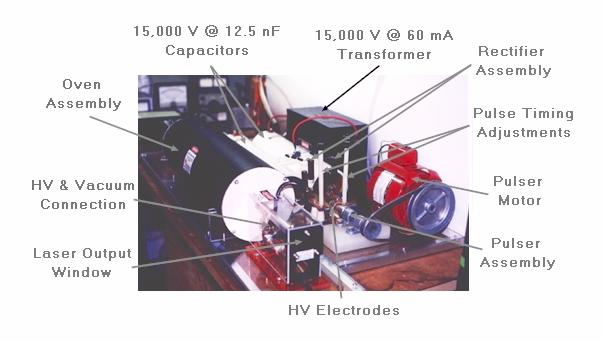 15,000 V @ 12.5 nF
Capacitors
15,000 V @ 60 mA
Transformer
Rectifier
Assembly
Oven
Assembly
Pulse Timing
Adjustments
HV & Vacuum
Connection
Pulser
Motor
Laser Output
Window
Pulser
Assembly
HV Electrodes